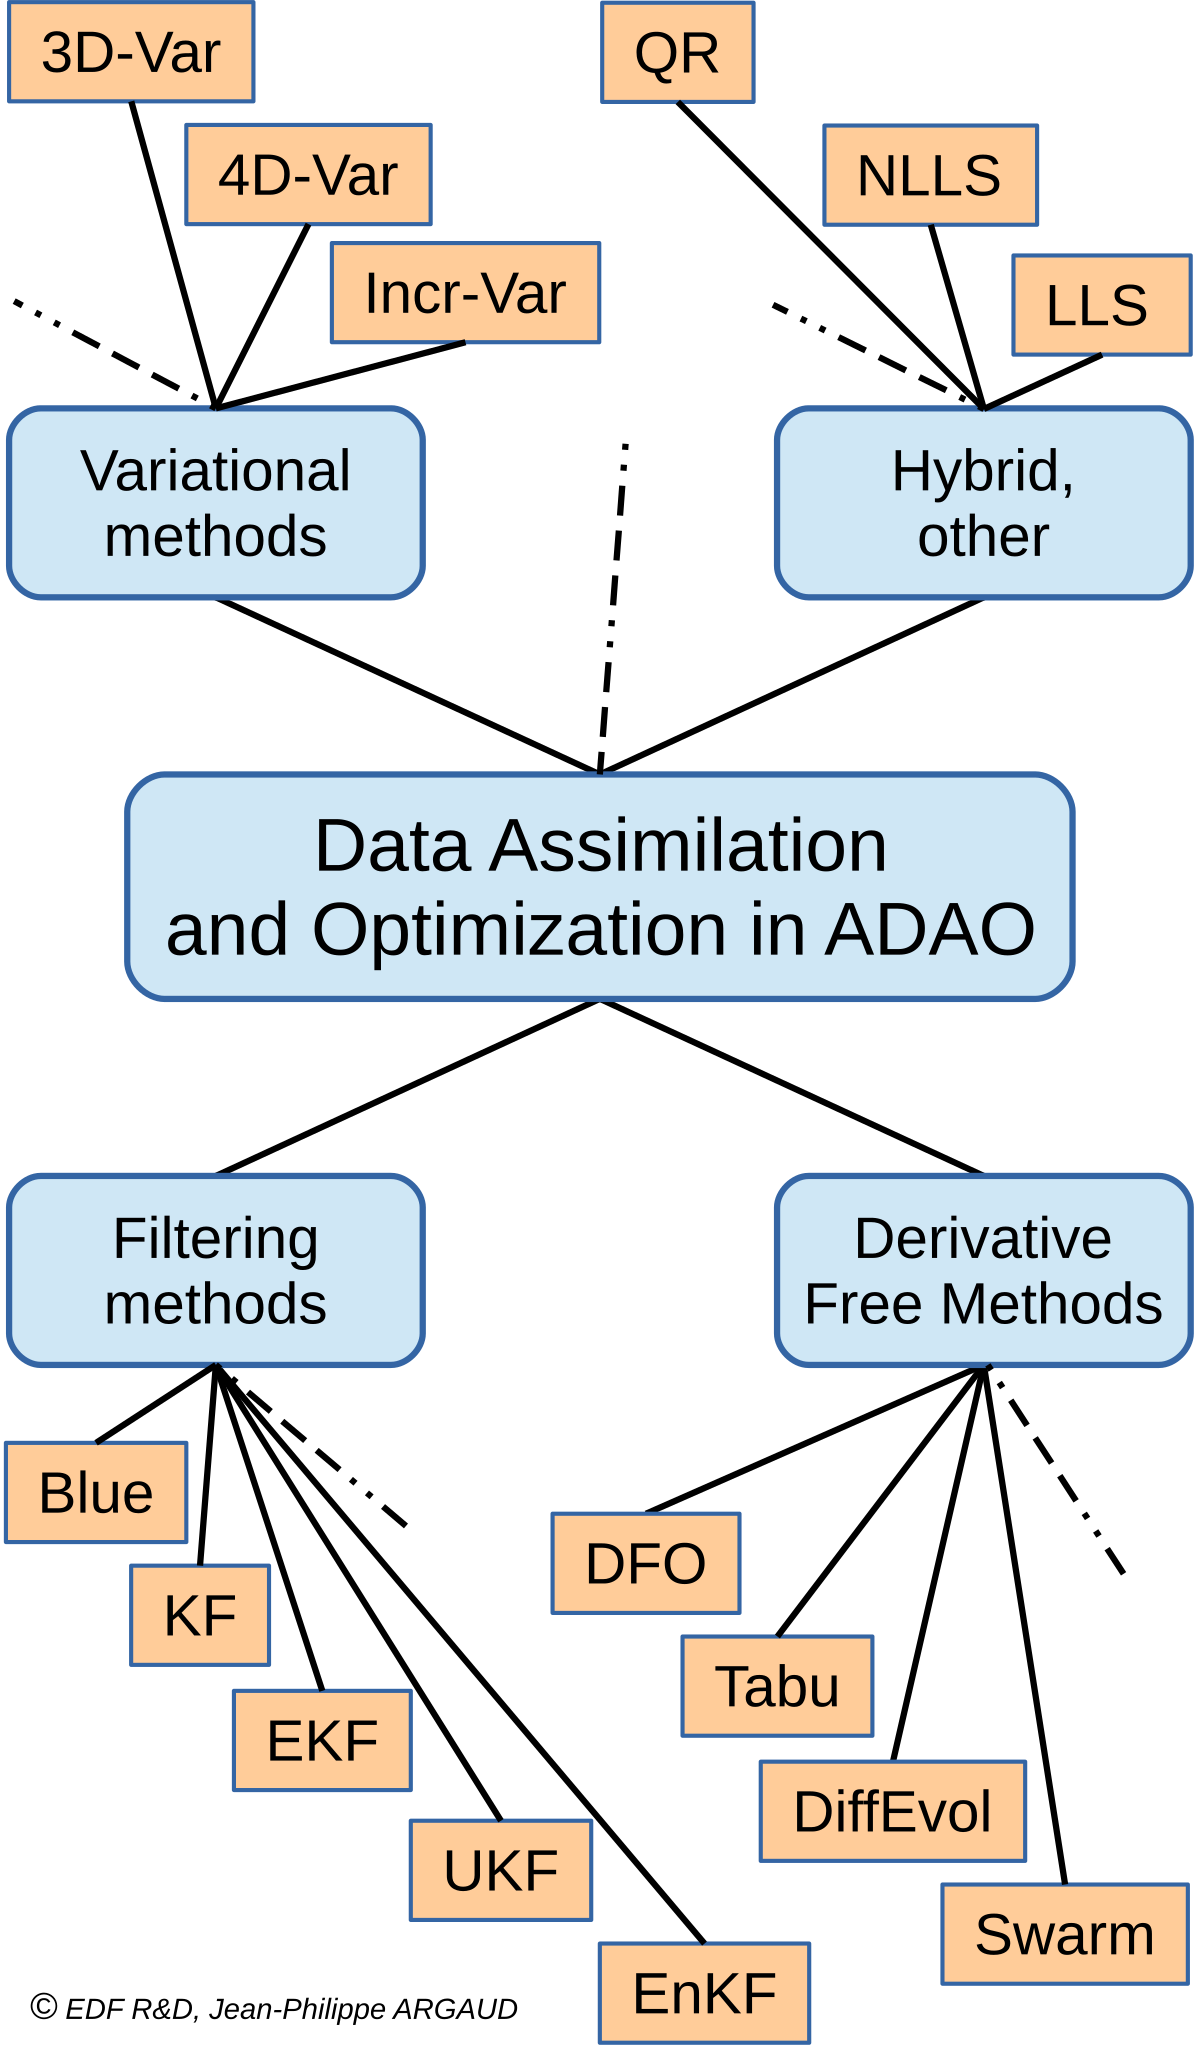 3D-Var
QR
4D-Var
NLLS
Incr-Var
LLS
Variational
methods
Hybrid,
other
Data Assimilation
and Optimization in ADAO
Filtering
methods
Derivative
Free Methods
Blue
DFO
KF
Tabu
EKF
DiffEvol
UKF
Swarm
EnKF
© EDF R&D, Jean-Philippe ARGAUD